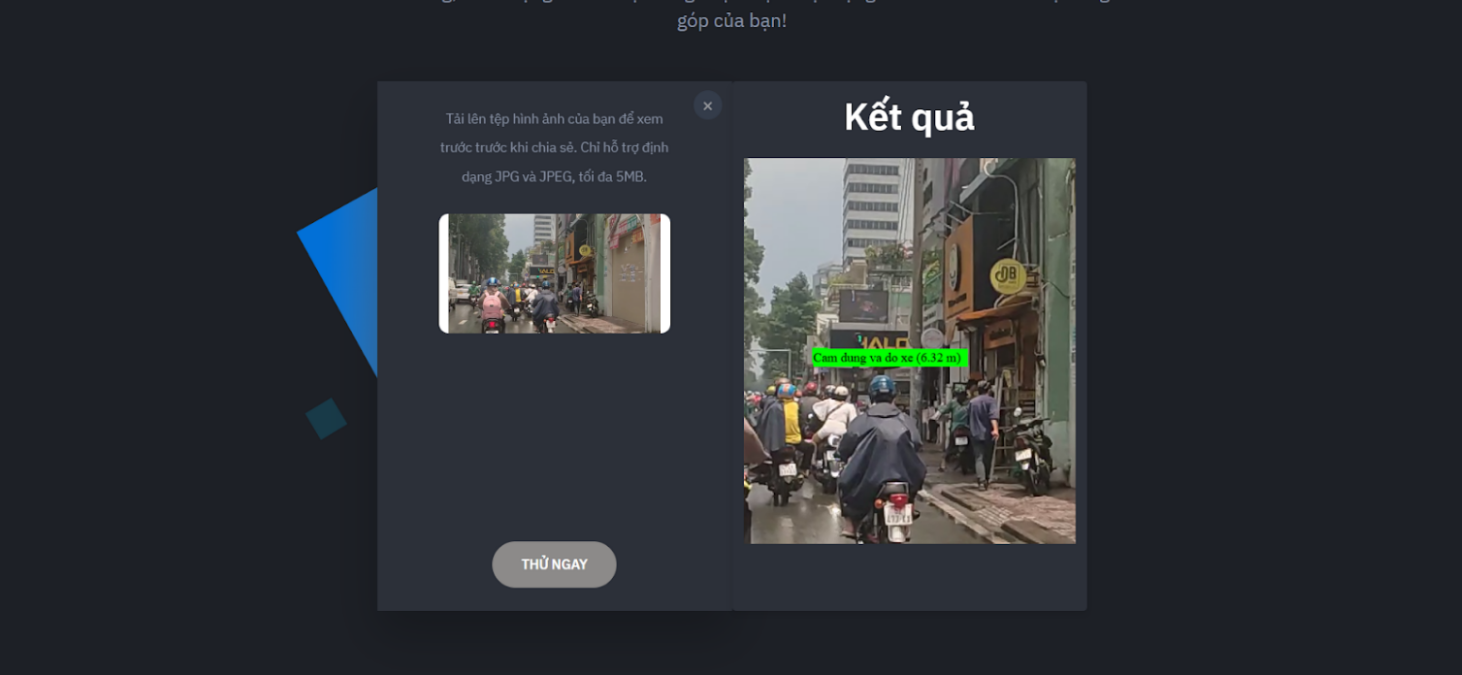 góp của bạn!
Tải lên tệp hình ảnh của bạn để xem
trước trước khi chia sẻ. Chỉ hỗ trợ định
dạng JPG và JPEG, tối đa 5MB.
THỬ NGAY
Kết quả
DB
HALO
Cam dung va do xe (6.32 m)